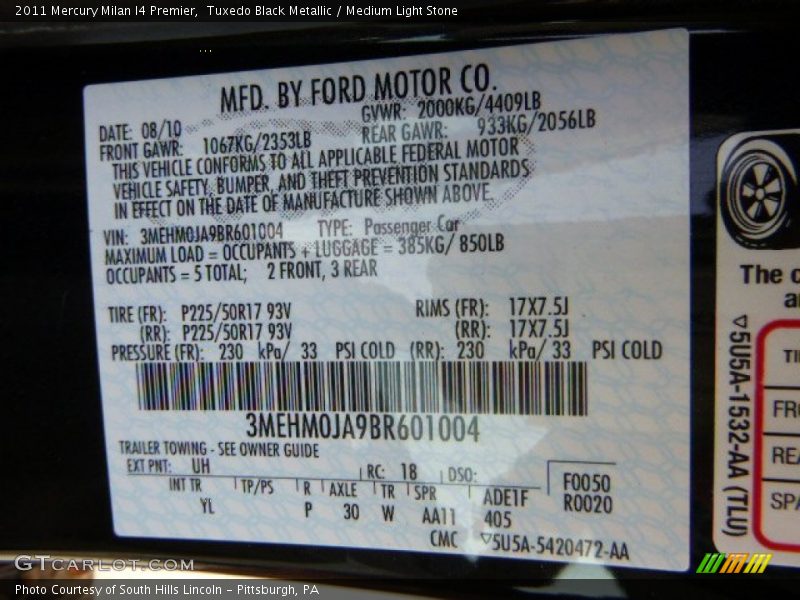 2011 Mercury Milan I4 Premier,  Tuxedo Black Metallic / Medium Light Stone
MFD. BY FORD MOTOR CO.
DATE: 08/10 GVWR: 2000KG/4409LB
FRONT GAWR: 1067KG/2353LB REAR GAWR: 933KG/2056LB
THIS VEHICLE CONFORMS TO ALL APPLICABLE FEDERAL MOTOR
VEHICLE SAFETY, BUMPER, AND THEFT PREVENTION STANDARDS
IN EFFECT ON THE DATE OF MANUFACTURE SHOWN ABOVE.
VIN: 3MEHM0JA9BR601004 TYPE: Passenger Car
MAXIMUM LOAD = OCCUPANTS + LUGGAGE = 385KG/ 850LB
OCCUPANTS = 5 TOTAL; 2 FRONT, 3 REAR
TIRE (FR): P225/50R17 93V RIMS (FR): 17X7.5J
(RR): P225/50R17 93V (RR): 17X7.5J
PRESSURE (FR): 230 kPa/ 33 PSI COLD (RR): 230 kPa/ 33 PSI COLD
3MEHM0JA9BR601004
TRAILER TOWING - SEE OWNER GUIDE
EXT PNT: UH RC: 18 DSO: F0050
INT TR TP/PS R AXLE TR SPR ADE1F R0020
YL P 30 W AA11 405
CMC ▽5U5A-5420472-AA
The c
a
▽5U5A-1532-AA (TLU)
TI
FR
REA
SPA
GTCarLot.com
Photo Courtesy of South Hills Lincoln - Pittsburgh, PA